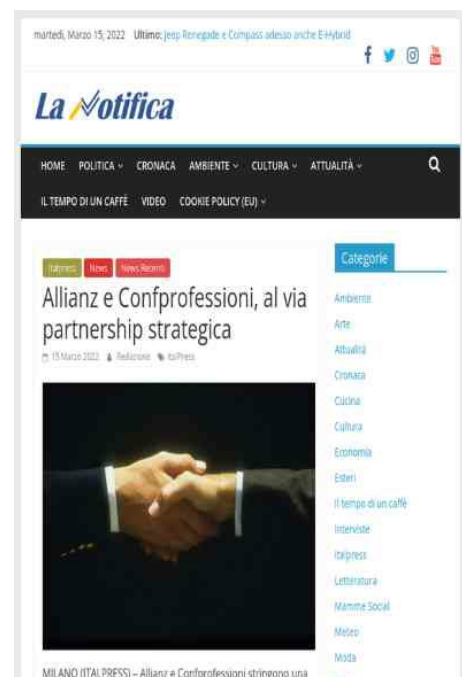 martedì, Marzo 15, 2022 Ultimo: Jeep Renegade e Compass adesso anche E-Hybrid
La Notifica
HOME POLITICA CRONACA AMBIENTE CULTURA ATTUALITÀ
IL TEMPO DI UN CAFFÈ VIDEO COOKIE POLICY (EU)
Italpress News News Recenti
Allianz e Confprofessioni, al via
partnership strategica
15 Marzo 2022 Redazione ItalPress
MILANO (ITALPRESS) – Allianz e Confprofessioni stringono una
Categorie
Ambiente
Arte
Attualità
Cronaca
Cucina
Cultura
Economia
Esteri
Il tempo di un caffè
Interviste
Italpress
Letteratura
Mamme Social
Meteo
Moda